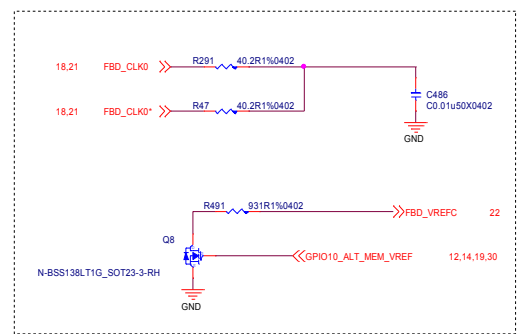 R291 40.2R1%0402
18,21 FBD_CLK0
C486
C0.01u50X0402
R47 40.2R1%0402
18,21 FBD_CLK0*
GND
R491 931R1%0402
FBD_VREFC 22
Q8
GPIO10_ALT_MEM_VREF 12,14,19,30
N-BSS138LT1G_SOT23-3-RH
GND